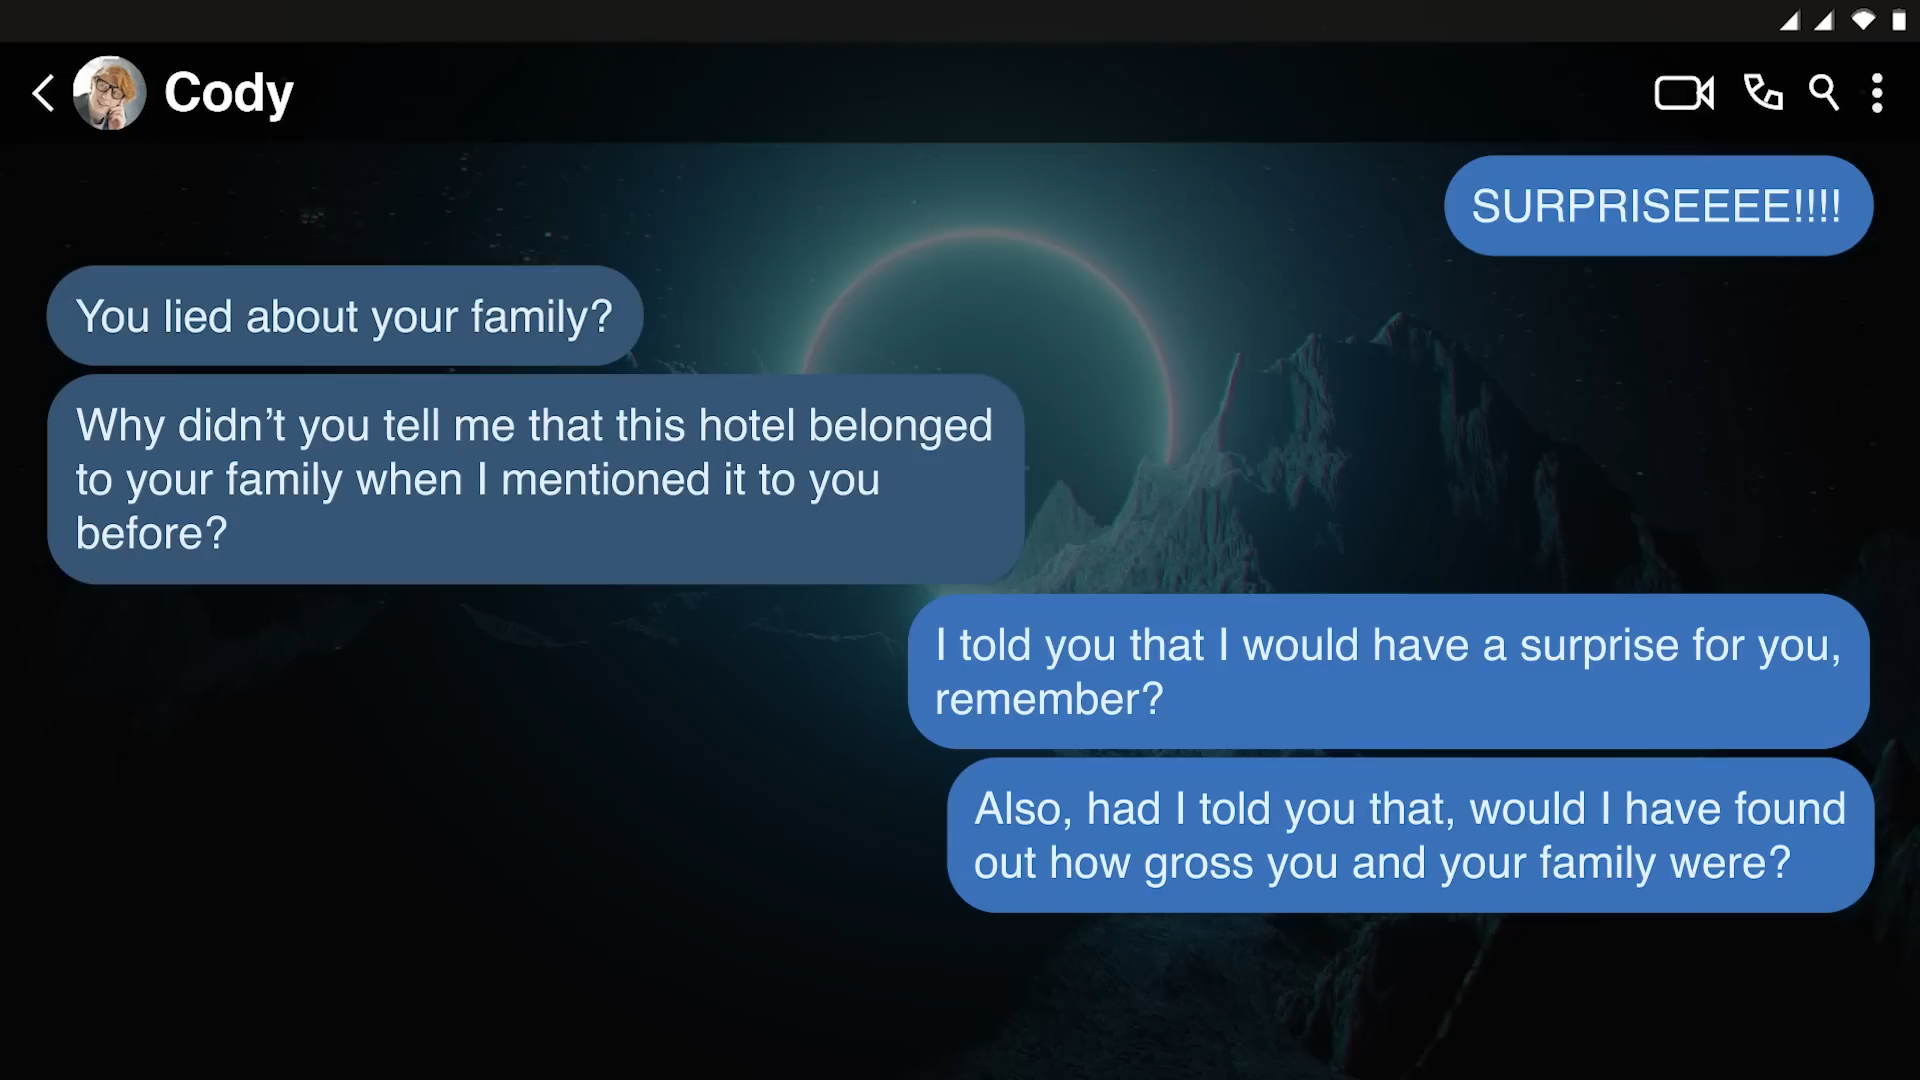 Cody
SURPRISEEEE!!!!
You lied about your family?
Why didn’t you tell me that this hotel belonged
to your family when I mentioned it to you
before?
I told you that I would have a surprise for you,
remember?
Also, had I told you that, would I have found
out how gross you and your family were?